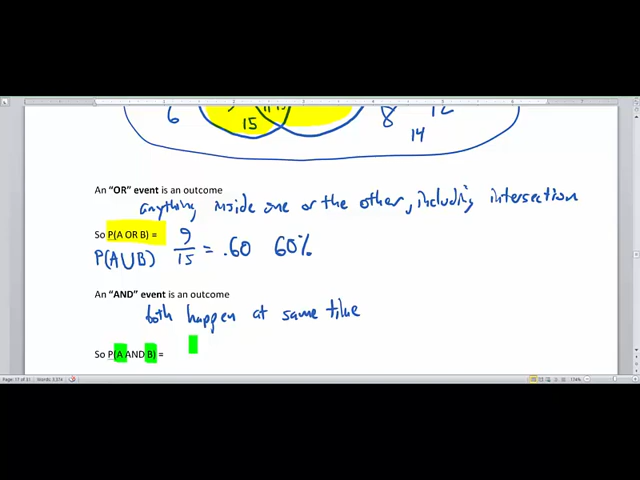 6
15
8
12
14
An “OR” event is an outcome
anything inside one or the other, including intersection
So P(A OR B) = 9/15 = .60 60%
P(A∪B)
An “AND” event is an outcome
both happen at same time
So P(A AND B) =